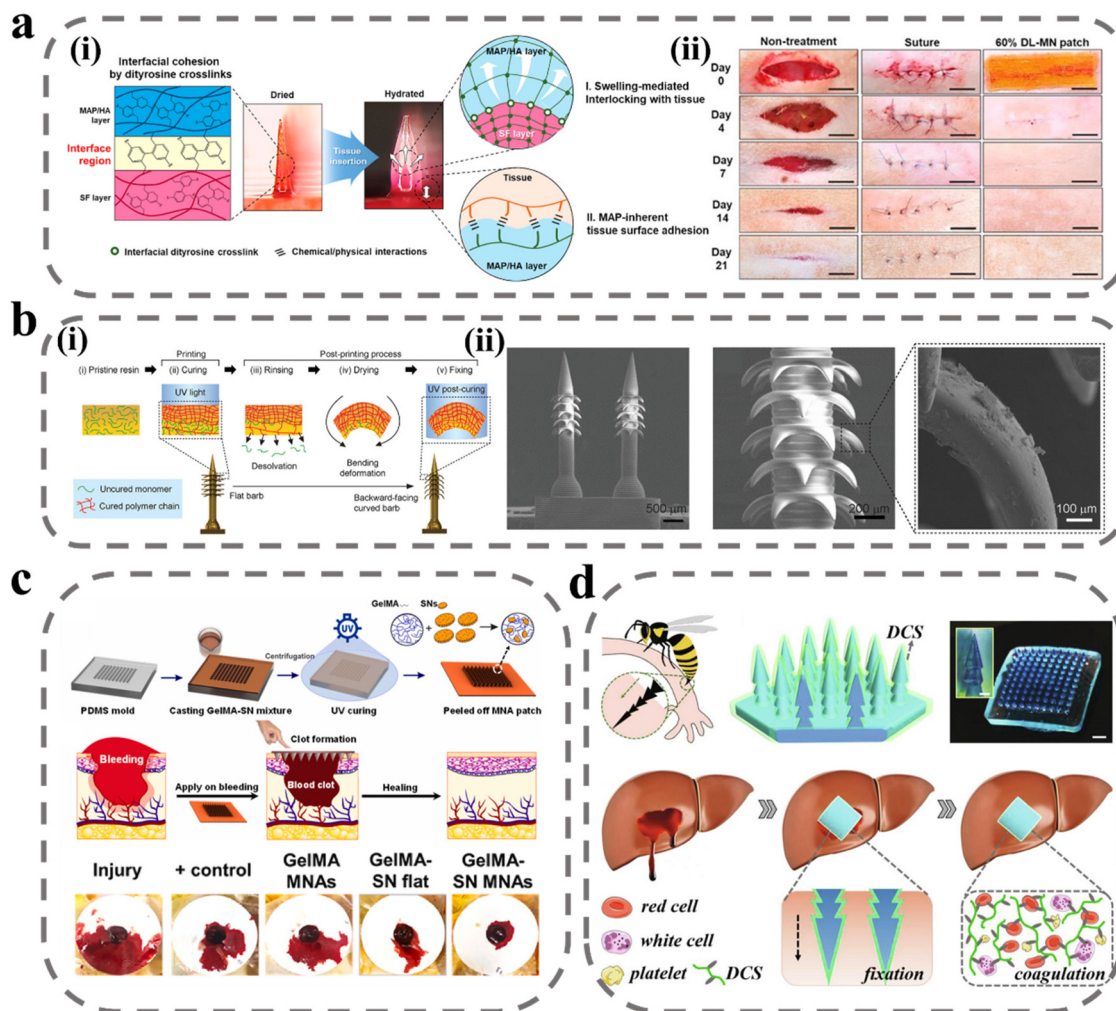 a
(i)
Interfacial cohesion
by dityrosine crosslinks
MAP/HA
layer
Interface
region
SF layer
Dried
Tissue
insertion
Hydrated
MAP/HA layer
SF layer
I. Swelling-mediated
Interlocking with tissue
Tissue
MAP/HA layer
II. MAP-inherent
tissue surface adhesion
Interfacial dityrosine crosslink
Chemical/physical interactions
(ii)
Non-treatment
Suture
60% DL-MN patch
Day
0
Day
4
Day
7
Day
14
Day
21
b
(i)
Printing
Post-printing process
(i) Pristine resin
(ii) Curing
(iii) Rinsing
(iv) Drying
(v) Fixing
UV light
UV post-curing
Desolvation
Bending
deformation
Uncured monomer
Cured polymer chain
Flat barb
Backward-facing
curved barb
(ii)
500 μm
200 μm
100 μm
c
GelMA
SNs
UV
Centrifugation
PDMS mold
Casting GelMA-SN mixture
UV curing
Peeled off MNA patch
Bleeding
Apply on bleeding
Clot formation
Blood clot
Healing
Injury
+ control
GelMA
MNAs
GelMA-
SN flat
GelMA-
SN MNAs
d
DCS
red cell
white cell
platelet
DCS
fixation
coagulation